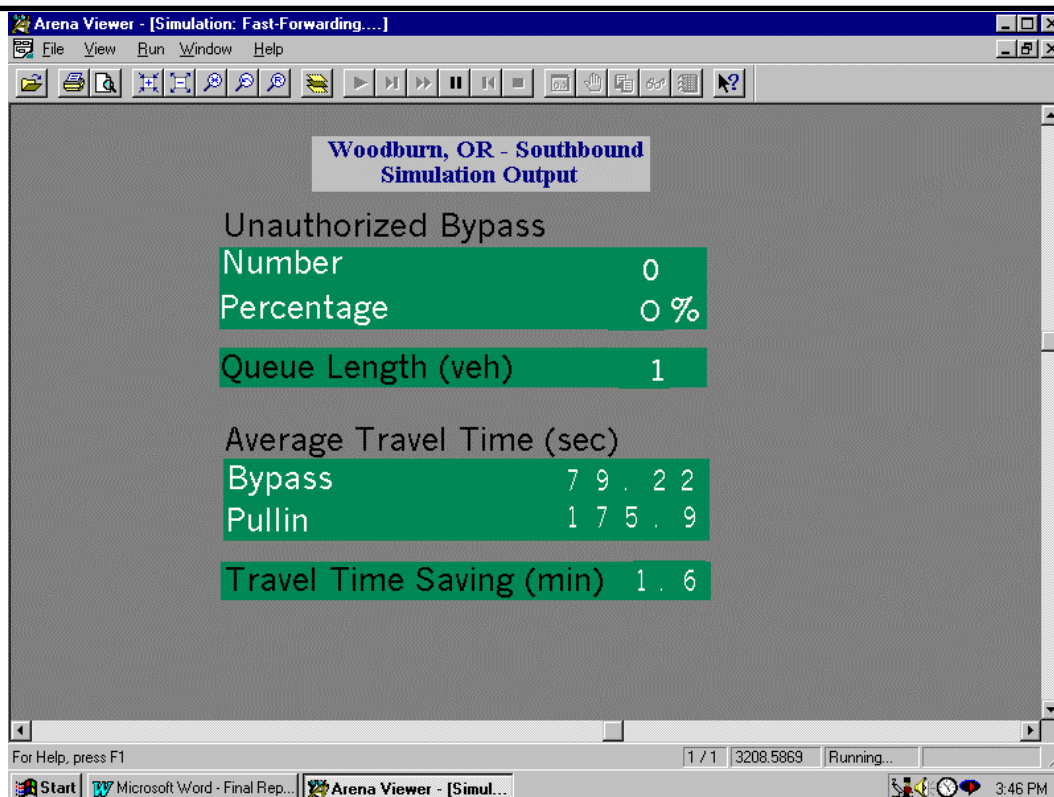 Arena Viewer - [Simulation: Fast-Forwarding....]
File View Run Window Help
Woodburn, OR - Southbound
Simulation Output
Unauthorized Bypass
Number 0
Percentage 0 %
Queue Length (veh) 1
Average Travel Time (sec)
Bypass 79.22
Pullin 175.9
Travel Time Saving (min) 1.6
For Help, press F1 1 / 1 3208.5869 Running...
Start Microsoft Word - Final Rep... Arena Viewer - [Simul... 3:46 PM